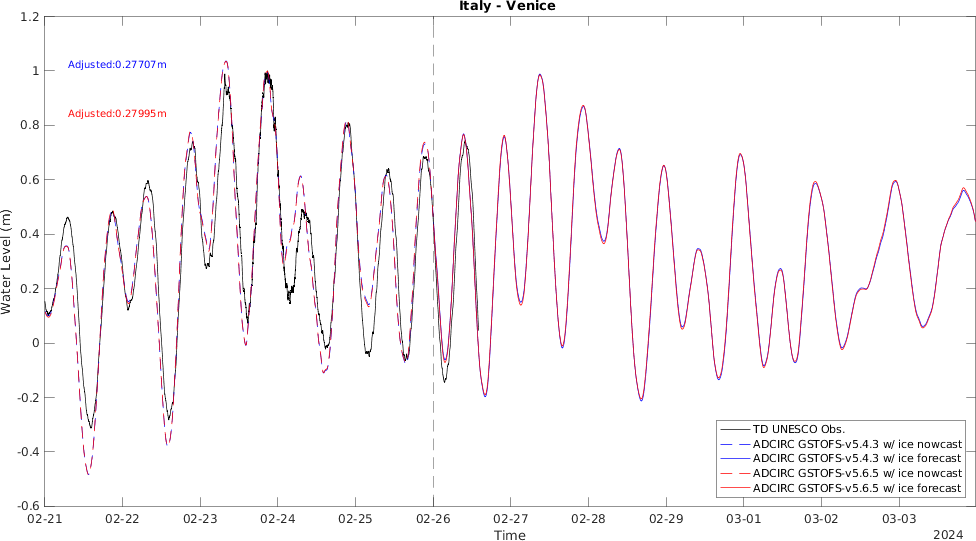 Italy - Venice
1.2
1
0.8
0.6
0.4
0.2
0
-0.2
-0.4
-0.6
Water Level (m)
Adjusted:0.27707m
Adjusted:0.27995m
TD UNESCO Obs.
ADCIRC GSTOFS-v5.4.3 w/ ice nowcast
ADCIRC GSTOFS-v5.4.3 w/ ice forecast
ADCIRC GSTOFS-v5.6.5 w/ ice nowcast
ADCIRC GSTOFS-v5.6.5 w/ ice forecast
02-21 02-22 02-23 02-24 02-25 02-26 02-27 02-28 02-29 03-01 03-02 03-03
Time
2024